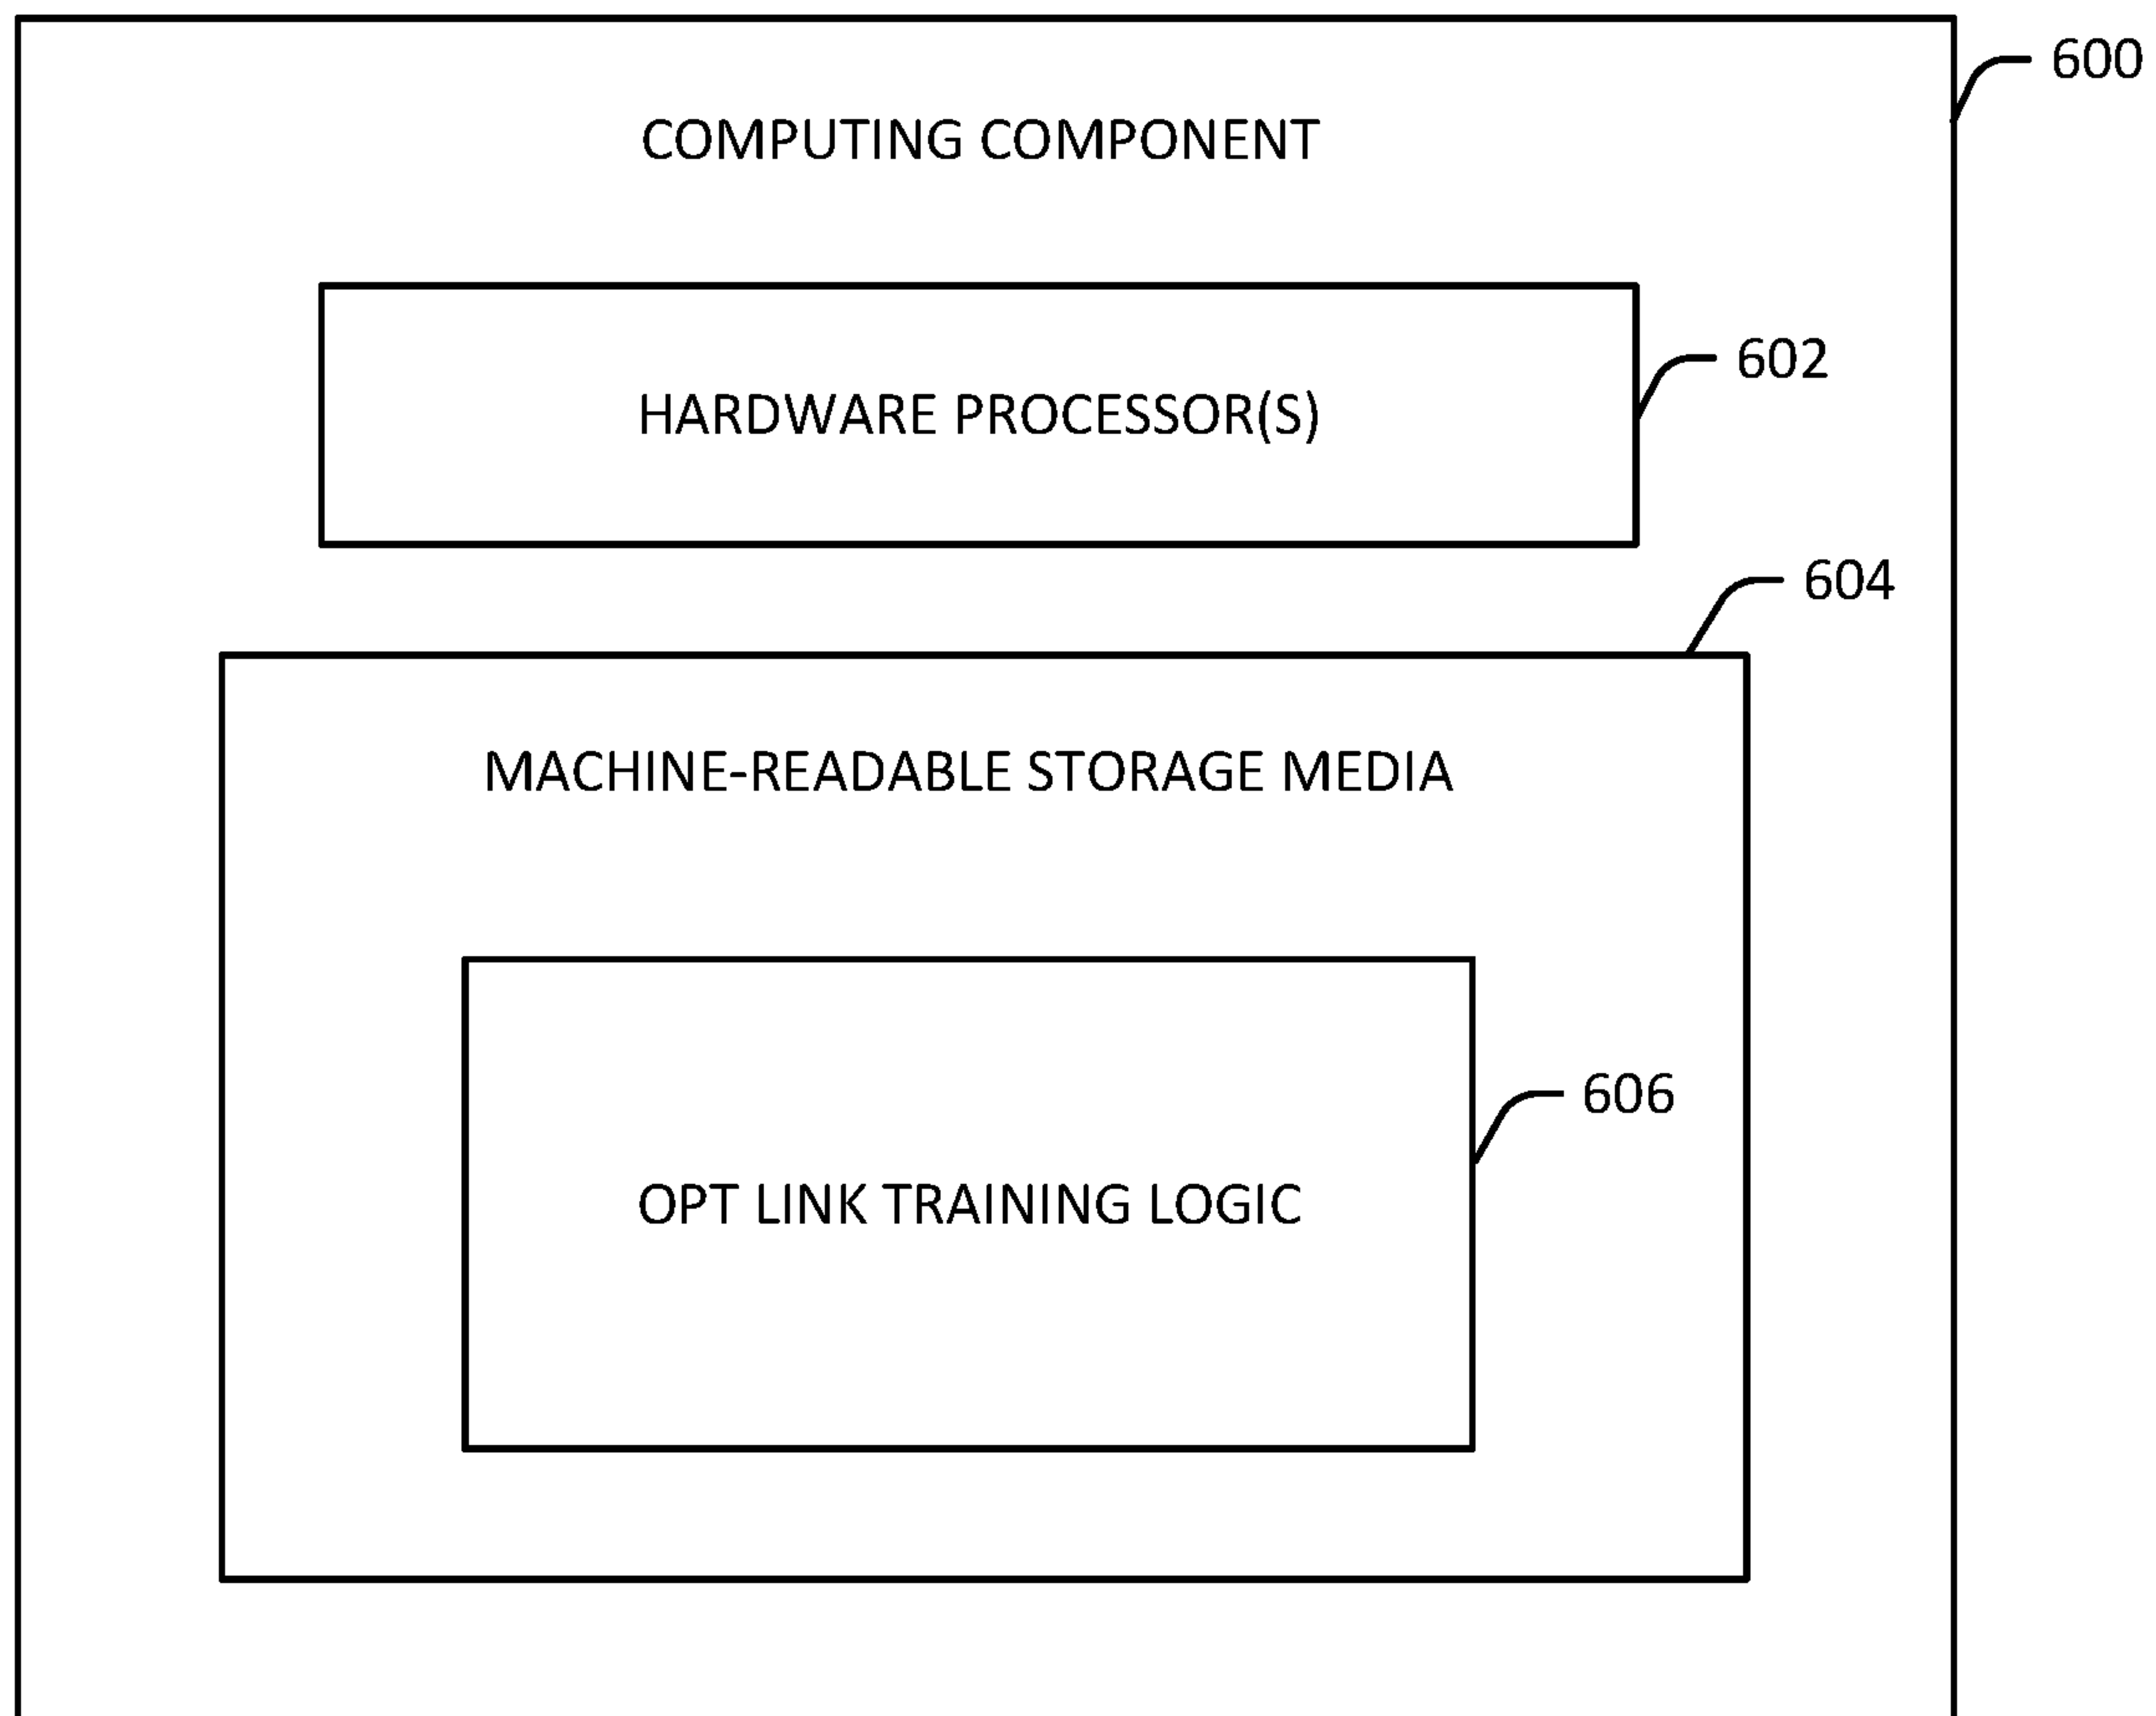 600
COMPUTING COMPONENT
602
HARDWARE PROCESSOR(S)
604
MACHINE-READABLE STORAGE MEDIA
606
OPT LINK TRAINING LOGIC